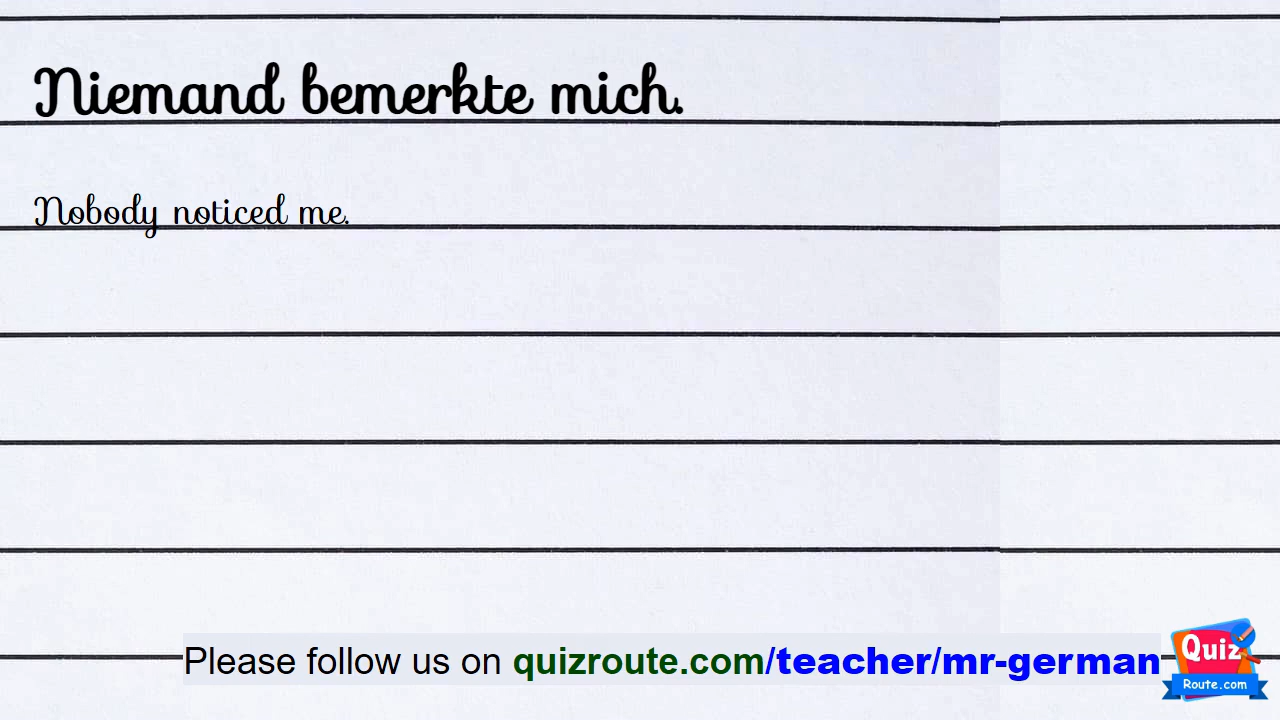 Niemand bemerkte mich.
Nobody noticed me.
Please follow us on quizroute.com/teacher/mr-german
Quiz
Route.com